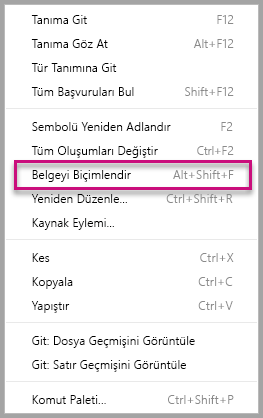 Tanıma Git F12
Tanıma Göz At Alt+F12
Tür Tanımına Git
Tüm Başvuruları Bul Shift+F12
Sembolü Yeniden Adlandır F2
Tüm Oluşumları Değiştir Ctrl+F2
Belgeyi Biçimlendir Alt+Shift+F
Yeniden Düzenle... Ctrl+Shift+R
Kaynak Eylemi...
Kes Ctrl+X
Kopyala Ctrl+C
Yapıştır Ctrl+V
Git: Dosya Geçmişini Görüntüle
Git: Satır Geçmişini Görüntüle
Komut Paleti... Ctrl+Shift+P